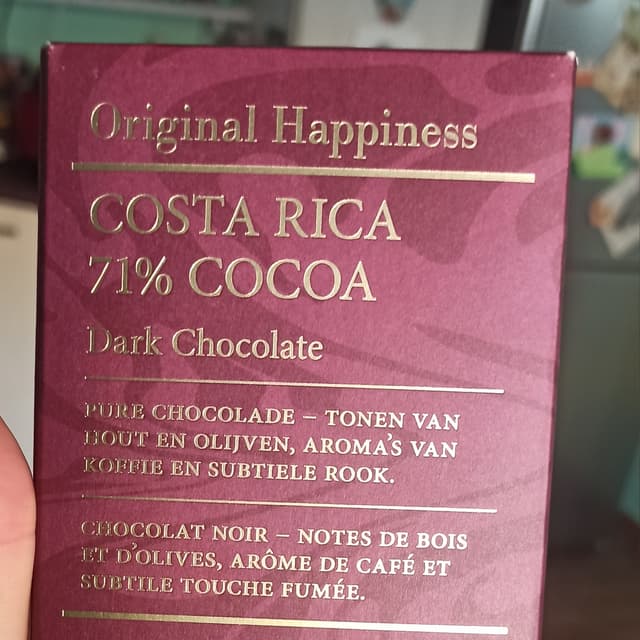 Original Happiness
COSTA RICA
71% COCOA
Dark Chocolate
PURE CHOCOLADE – TONEN VAN
HOUT EN OLIJVEN, AROMA'S VAN
KOFFIE EN SUBTIELE ROOK.
CHOCOLAT NOIR – NOTES DE BOIS
ET D'OLIVES, ARÔME DE CAFÉ ET
SUBTILE TOUCHE FUMÉE.